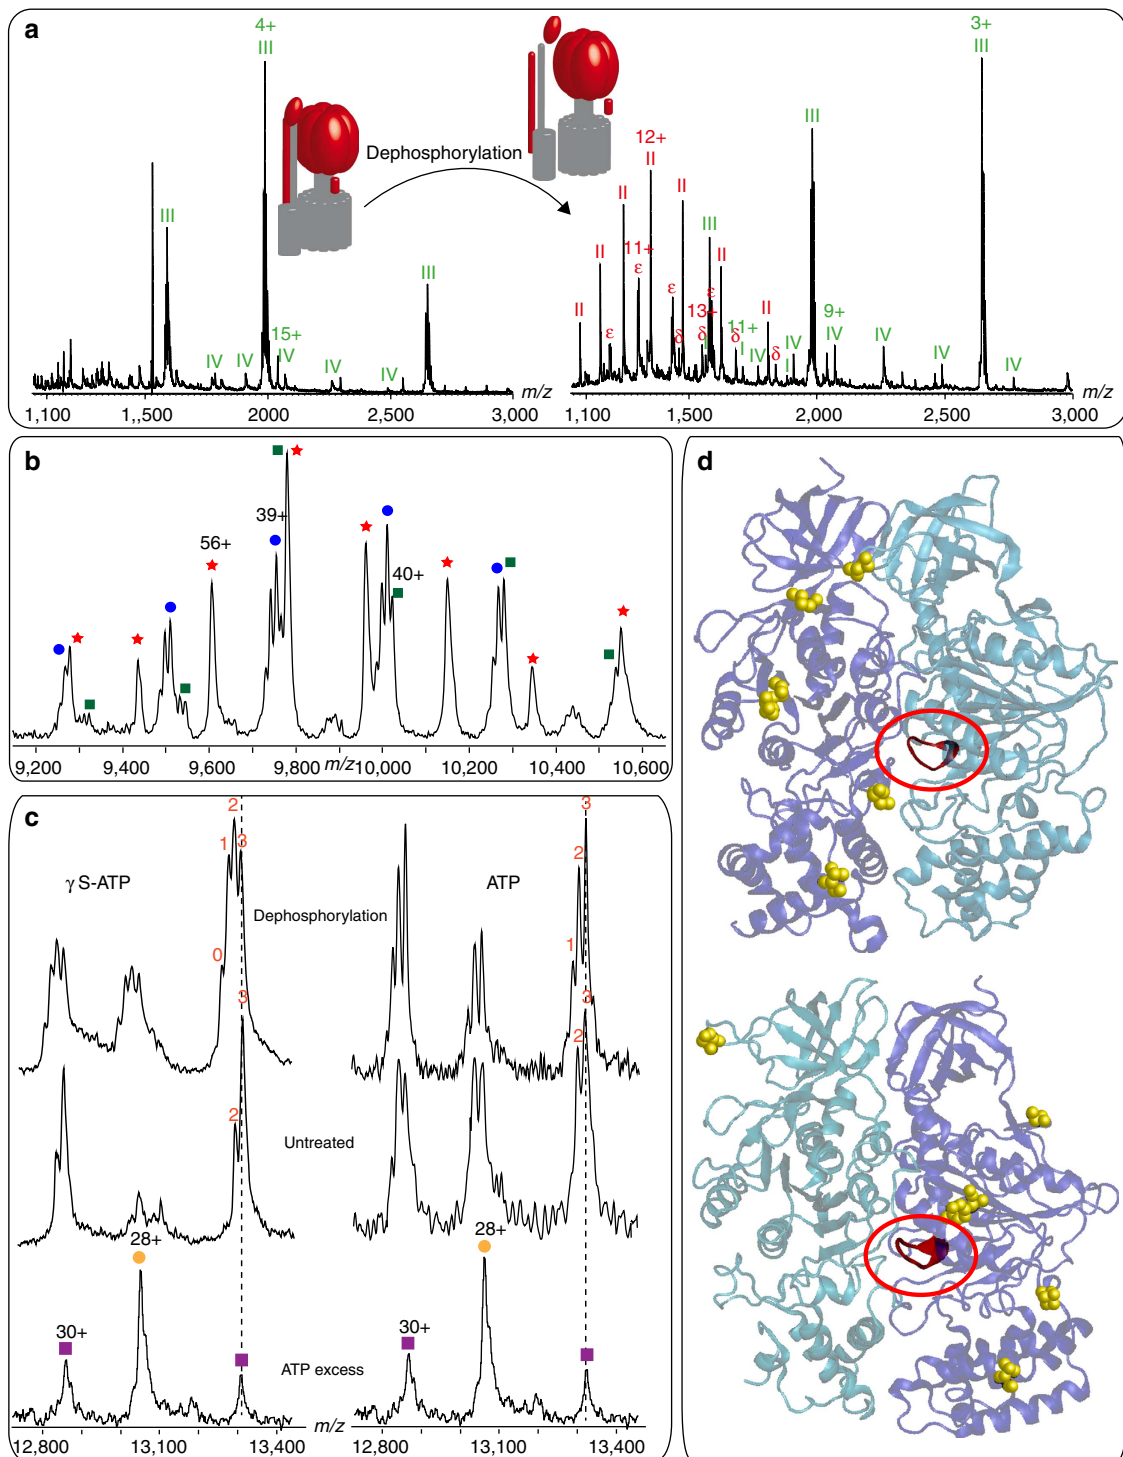 a
4+
III
III
III
IV
IV
15+
IV
IV
IV
Dephosphorylation
3+
III
III
12+
II
II
II
II
II
II
II
11+
ε
ε
ε
ε
III
13+
δ
δ
δ
δ
11+
I
I
I
IV
IV
9+
IV
IV
IV
IV
1,100
1,,500
2,000
2,500
3,000
m/z
1,100
1,500
2,000
2,500
3,000
m/z
b
56+
39+
40+
9,200
9,400
9,600
9,800
m/z
10,000
10,200
10,400
10,600
c
γ S-ATP
ATP
0
1
2
3
1
2
3
Dephosphorylation
2
3
2
3
Untreated
30+
28+
30+
28+
ATP excess
12,800
13,100
13,400
m/z
12,800
13,100
13,400
d